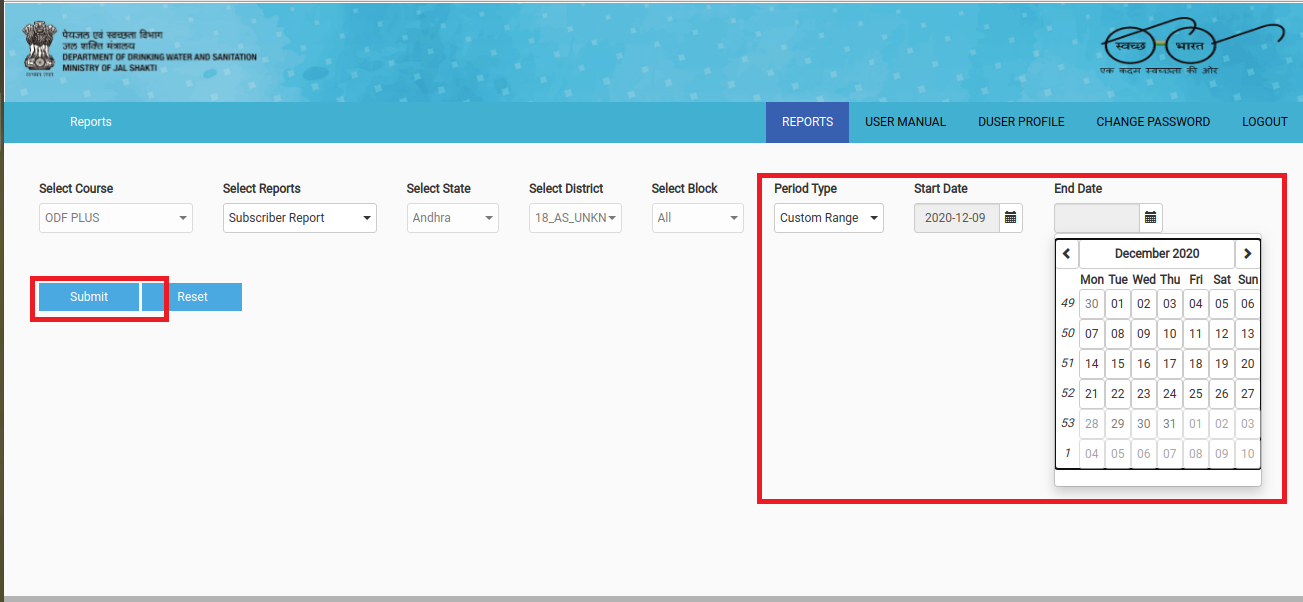 पेयजल एवं स्वच्छता विभाग
जल शक्ति मंत्रालय
DEPARTMENT OF DRINKING WATER AND SANITATION
MINISTRY OF JAL SHAKTI
स्वच्छ भारत
एक कदम स्वच्छता की ओर
Reports
REPORTS USER MANUAL DUSER PROFILE CHANGE PASSWORD LOGOUT
Select Course Select Reports Select State Select District Select Block Period Type Start Date End Date
ODF PLUS Subscriber Report Andhra 18_AS_UNKN All Custom Range 2020-12-09
December 2020
Mon Tue Wed Thu Fri Sat Sun
Submit Reset
49 30 01 02 03 04 05 06
50 07 08 09 10 11 12 13
51 14 15 16 17 18 19 20
52 21 22 23 24 25 26 27
53 28 29 30 31 01 02 03
1 04 05 06 07 08 09 10